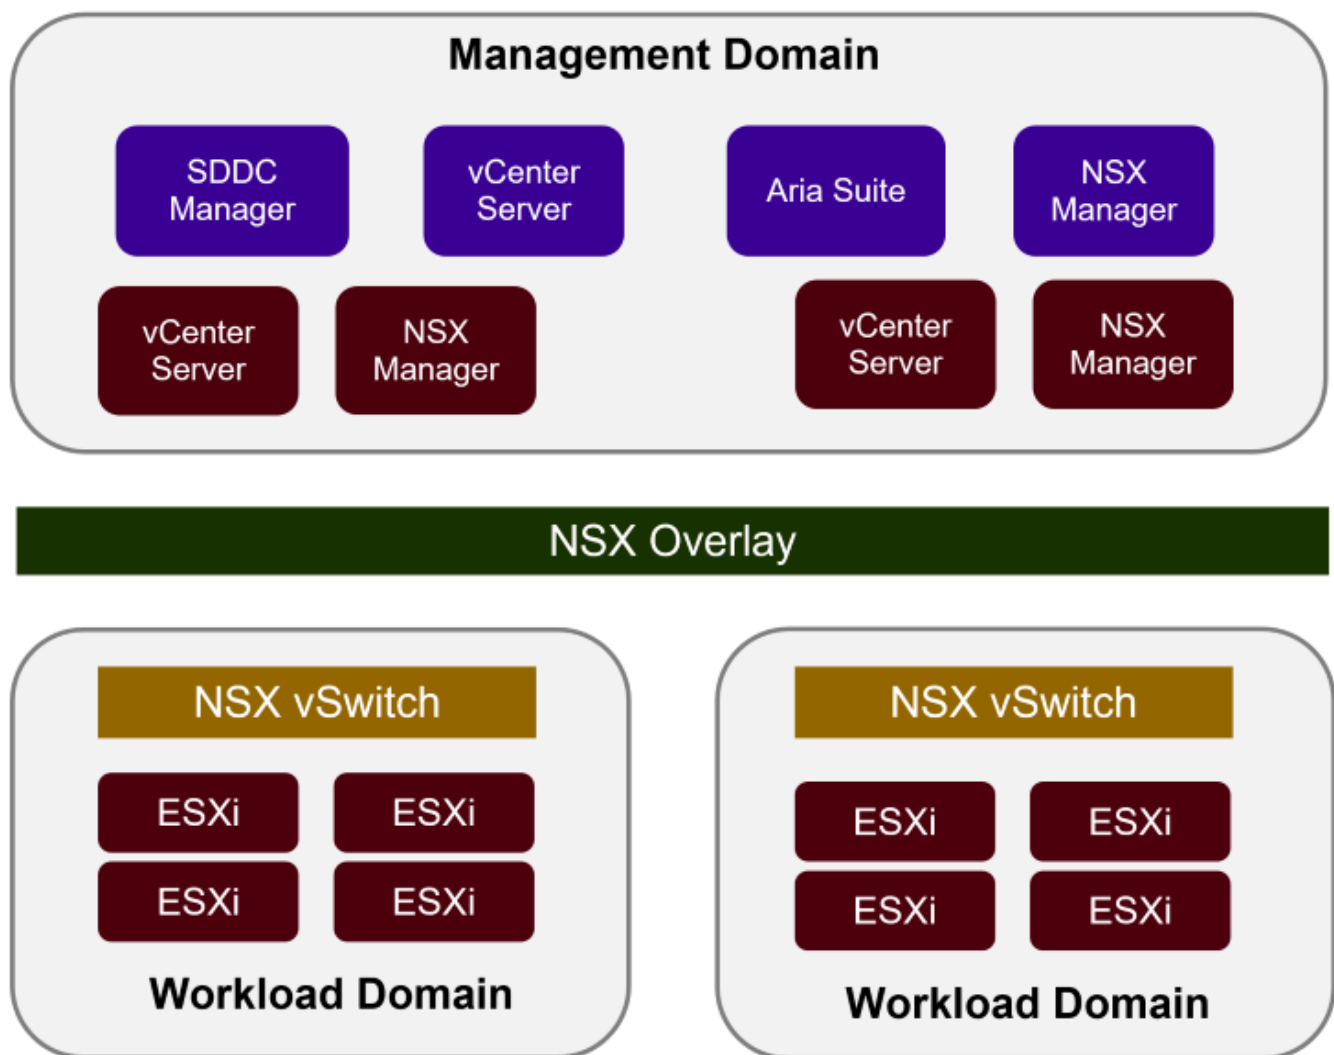 Management Domain
SDDC
Manager
vCenter
Server
Aria Suite
NSX
Manager
vCenter
Server
NSX
Manager
vCenter
Server
NSX
Manager
NSX Overlay
NSX vSwitch
ESXi
ESXi
ESXi
ESXi
Workload Domain
NSX vSwitch
ESXi
ESXi
ESXi
ESXi
Workload Domain